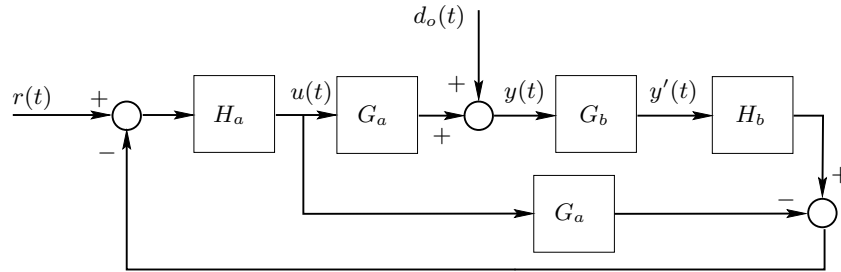 d_o(t)
+
r(t) + H_a u(t) G_a + y(t) G_b y′(t) H_b
−
+
G_a −